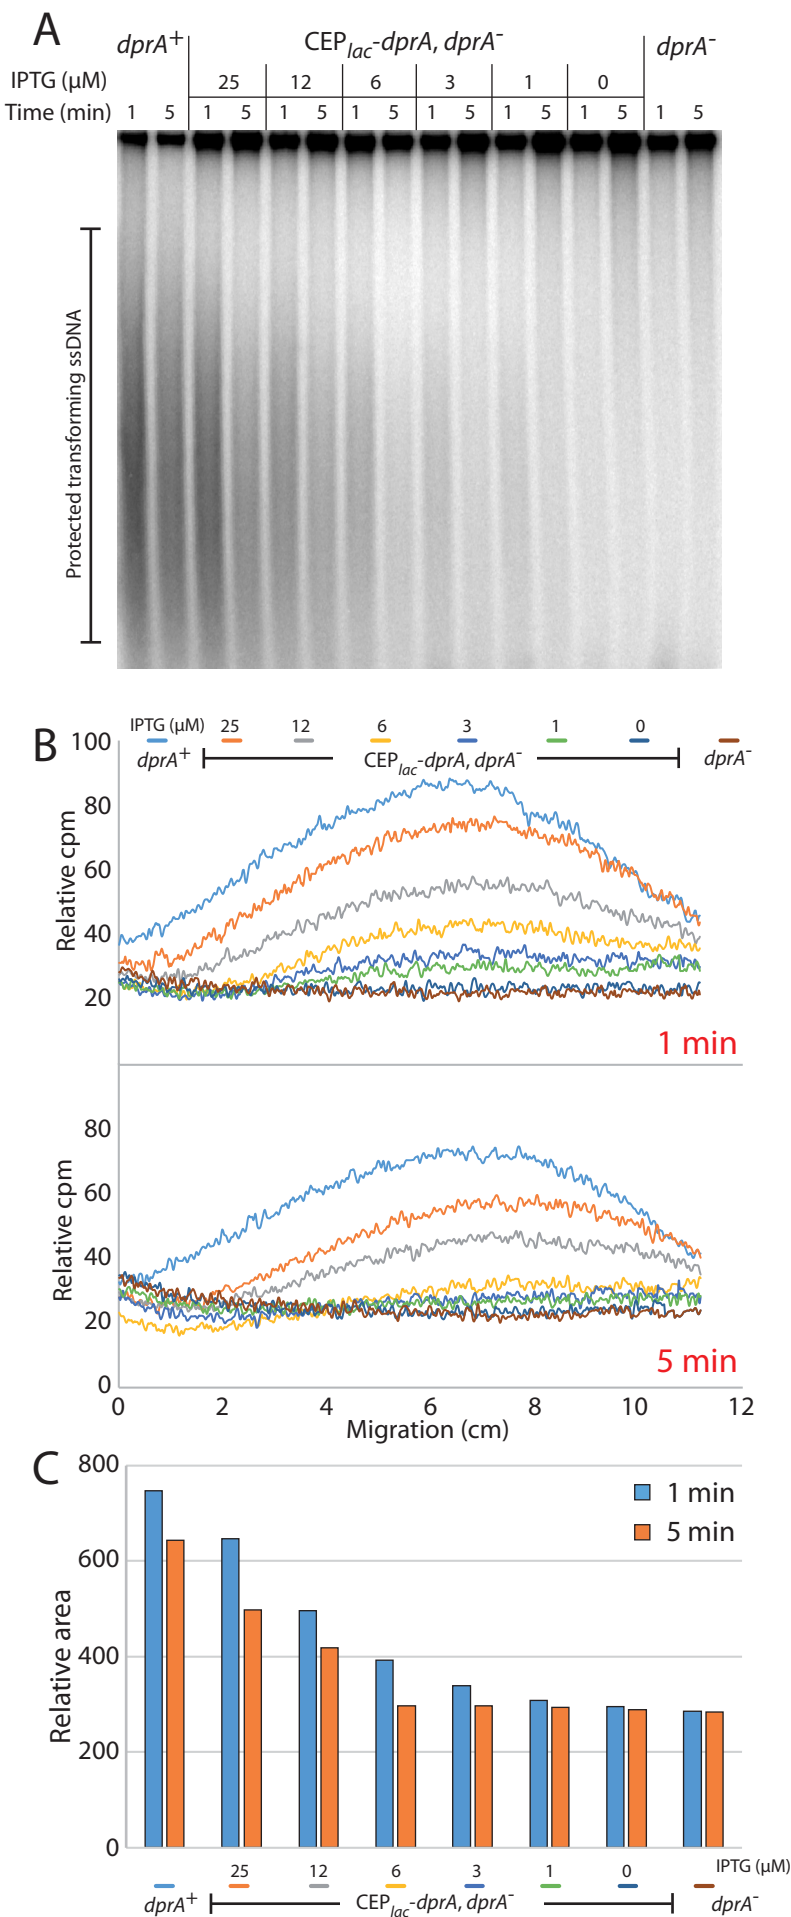 A
dprA+ CEPlac-dprA, dprA- dprA-
IPTG (µM) 25 12 6 3 1 0
Time (min) 1 5 1 5 1 5 1 5 1 5 1 5 1 5 1 5
Protected transforming ssDNA
B
IPTG (µM) 25 12 6 3 1 0
dprA+ CEPlac-dprA, dprA- dprA-
100
80
60
40
20
Relative cpm
1 min
80
60
40
20
0
Relative cpm
5 min
0 2 4 6 8 10 12
Migration (cm)
C
800
600
400
200
0
Relative area
1 min
5 min
25 12 6 3 1 0 IPTG (µM)
dprA+ CEPlac-dprA, dprA- dprA-